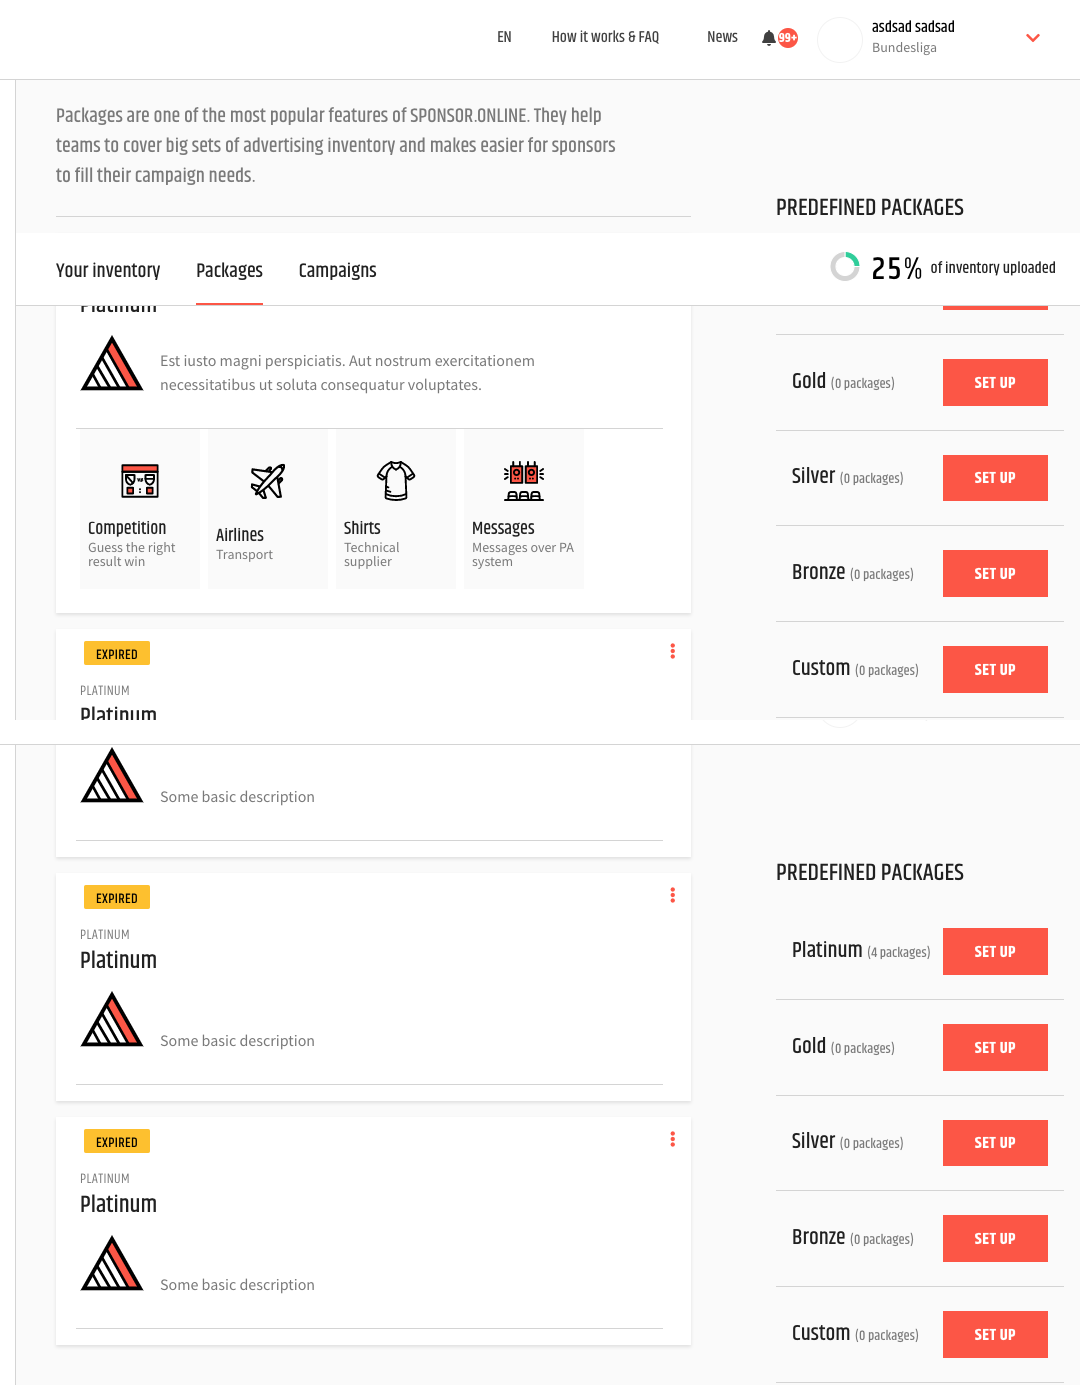 EN
How it works & FAQ
News
99+
asdsad sadsad
Bundesliga
Packages are one of the most popular features of SPONSOR.ONLINE. They help
teams to cover big sets of advertising inventory and makes easier for sponsors
to fill their campaign needs.
PREDEFINED PACKAGES
Your inventory
Packages
Campaigns
25%
of inventory uploaded
Platinum
Est iusto magni perspiciatis. Aut nostrum exercitationem
necessitatibus ut soluta consequatur voluptates.
Competition
Guess the right
result win
Airlines
Transport
Shirts
Technical
supplier
Messages
Messages over PA
system
Gold (0 packages)
SET UP
Silver (0 packages)
SET UP
Bronze (0 packages)
SET UP
Custom (0 packages)
SET UP
EXPIRED
PLATINUM
Platinum
Some basic description
EXPIRED
PLATINUM
Platinum
Some basic description
EXPIRED
PLATINUM
Platinum
Some basic description
PREDEFINED PACKAGES
Platinum (4 packages)
SET UP
Gold (0 packages)
SET UP
Silver (0 packages)
SET UP
Bronze (0 packages)
SET UP
Custom (0 packages)
SET UP